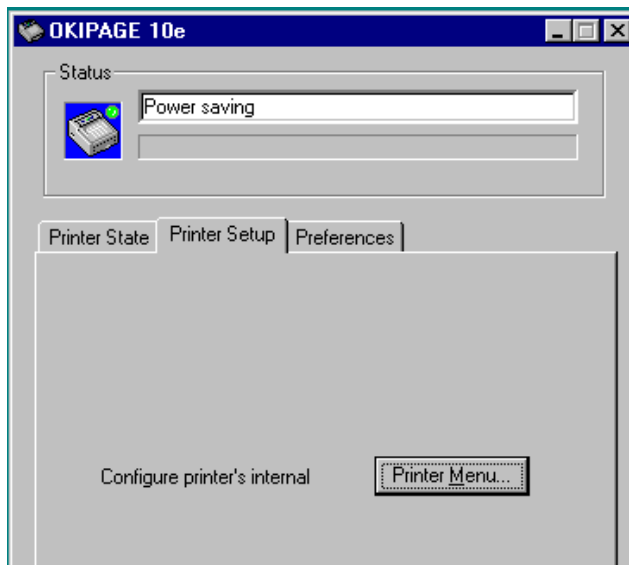 OKIPAGE 10e
Status
Power saving
Printer State Printer Setup Preferences
Configure printer's internal Printer Menu...